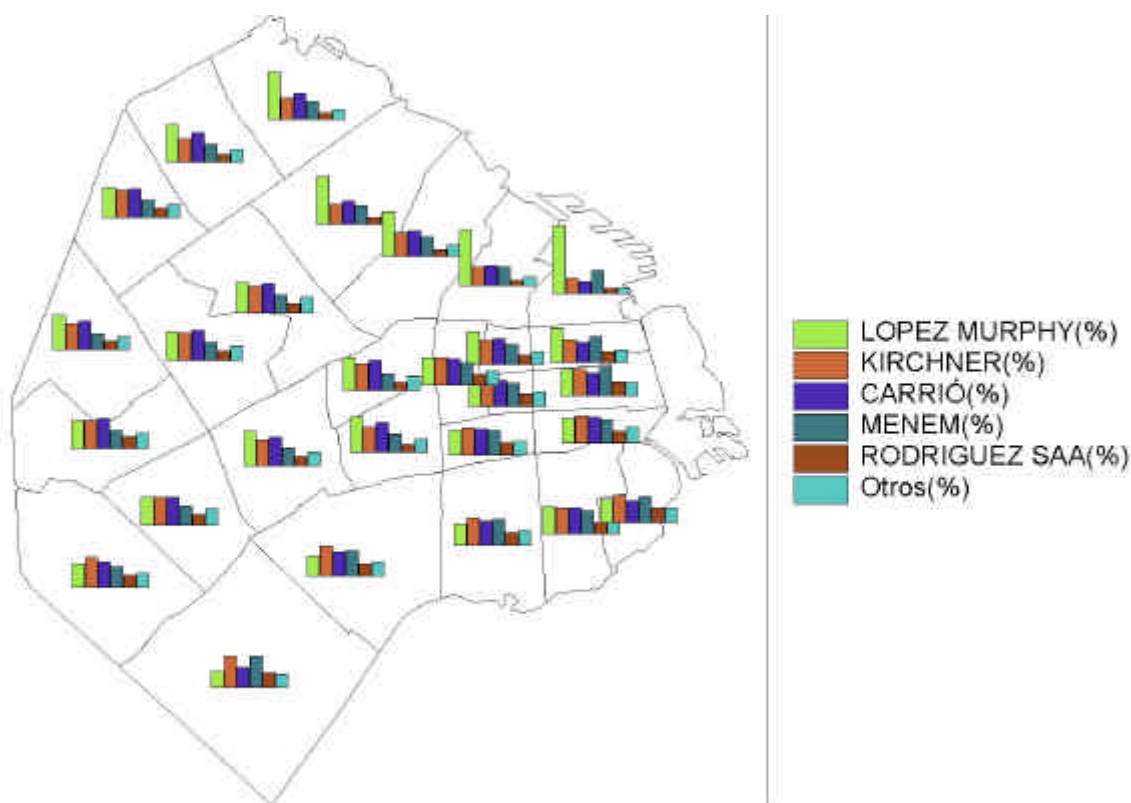 LOPEZ MURPHY(%)
KIRCHNER(%)
CARRIÓ(%)
MENEM(%)
RODRIGUEZ SAA(%)
Otros(%)